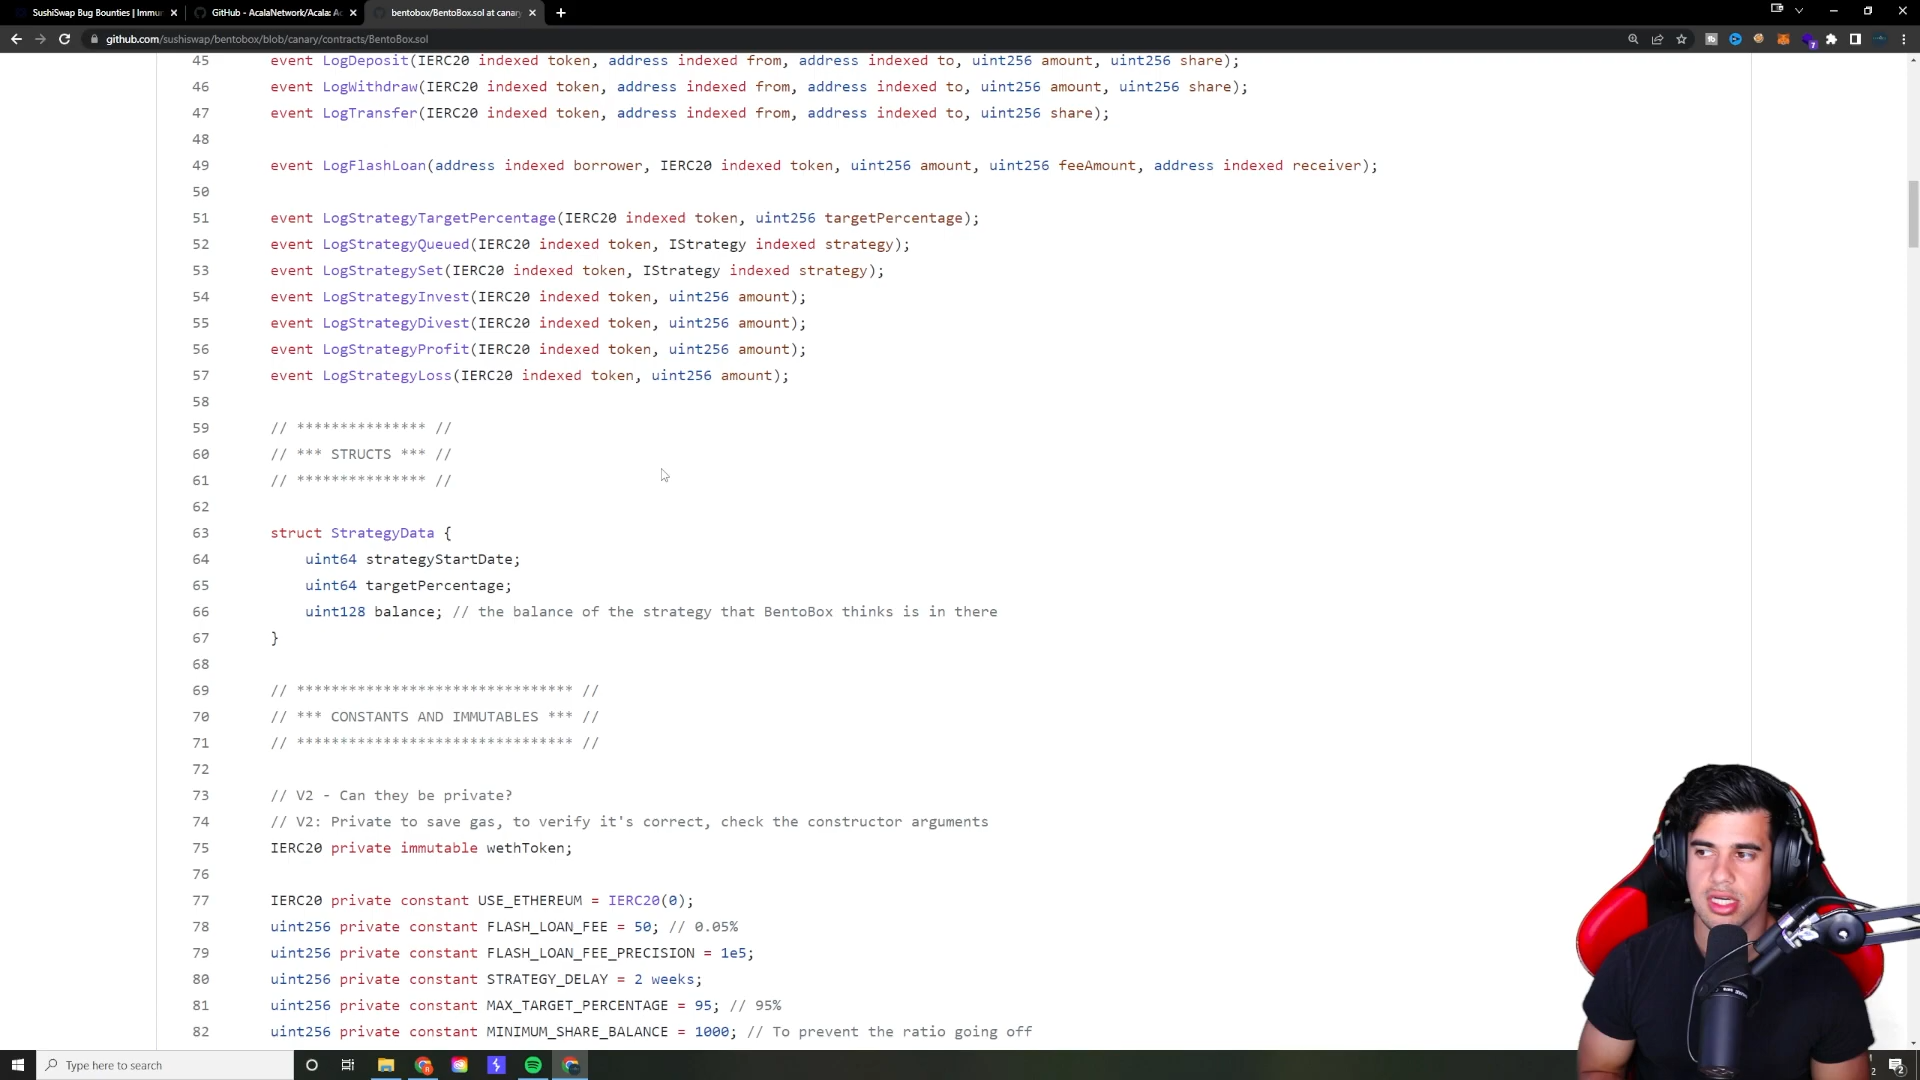 SushiSwap Bug Bounties | Immu
GitHub - AcalaNetwork/Acala: Ac
bentobox/BentoBox.sol at canary
github.com/sushiswap/bentobox/blob/canary/contracts/BentoBox.sol
45 event LogDeposit(IERC20 indexed token, address indexed from, address indexed to, uint256 amount, uint256 share);
46 event LogWithdraw(IERC20 indexed token, address indexed from, address indexed to, uint256 amount, uint256 share);
47 event LogTransfer(IERC20 indexed token, address indexed from, address indexed to, uint256 share);
48
49 event LogFlashLoan(address indexed borrower, IERC20 indexed token, uint256 amount, uint256 feeAmount, address indexed receiver);
50
51 event LogStrategyTargetPercentage(IERC20 indexed token, uint256 targetPercentage);
52 event LogStrategyQueued(IERC20 indexed token, IStrategy indexed strategy);
53 event LogStrategySet(IERC20 indexed token, IStrategy indexed strategy);
54 event LogStrategyInvest(IERC20 indexed token, uint256 amount);
55 event LogStrategyDivest(IERC20 indexed token, uint256 amount);
56 event LogStrategyProfit(IERC20 indexed token, uint256 amount);
57 event LogStrategyLoss(IERC20 indexed token, uint256 amount);
58
59 // *************** //
60 // *** STRUCTS *** //
61 // *************** //
62
63 struct StrategyData {
64 uint64 strategyStartDate;
65 uint64 targetPercentage;
66 uint128 balance; // the balance of the strategy that BentoBox thinks is in there
67 }
68
69 // ******************************** //
70 // *** CONSTANTS AND IMMUTABLES *** //
71 // ******************************** //
72
73 // V2 - Can they be private?
74 // V2: Private to save gas, to verify it's correct, check the constructor arguments
75 IERC20 private immutable wethToken;
76
77 IERC20 private constant USE_ETHEREUM = IERC20(0);
78 uint256 private constant FLASH_LOAN_FEE = 50; // 0.05%
79 uint256 private constant FLASH_LOAN_FEE_PRECISION = 1e5;
80 uint256 private constant STRATEGY_DELAY = 2 weeks;
81 uint256 private constant MAX_TARGET_PERCENTAGE = 95; // 95%
82 uint256 private constant MINIMUM_SHARE_BALANCE = 1000; // To prevent the ratio going off
Type here to search